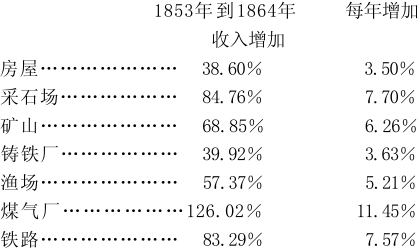 1853年到1864年 每年增加
收入增加
房屋………………… 38.60% 3.50%
采石场……………… 84.76% 7.70%
矿山………………… 68.85% 6.26%
铸铁厂……………… 39.92% 3.63%
渔场………………… 57.37% 5.21%
煤气厂………………126.02% 11.45%
铁路………………… 83.29% 7.57%